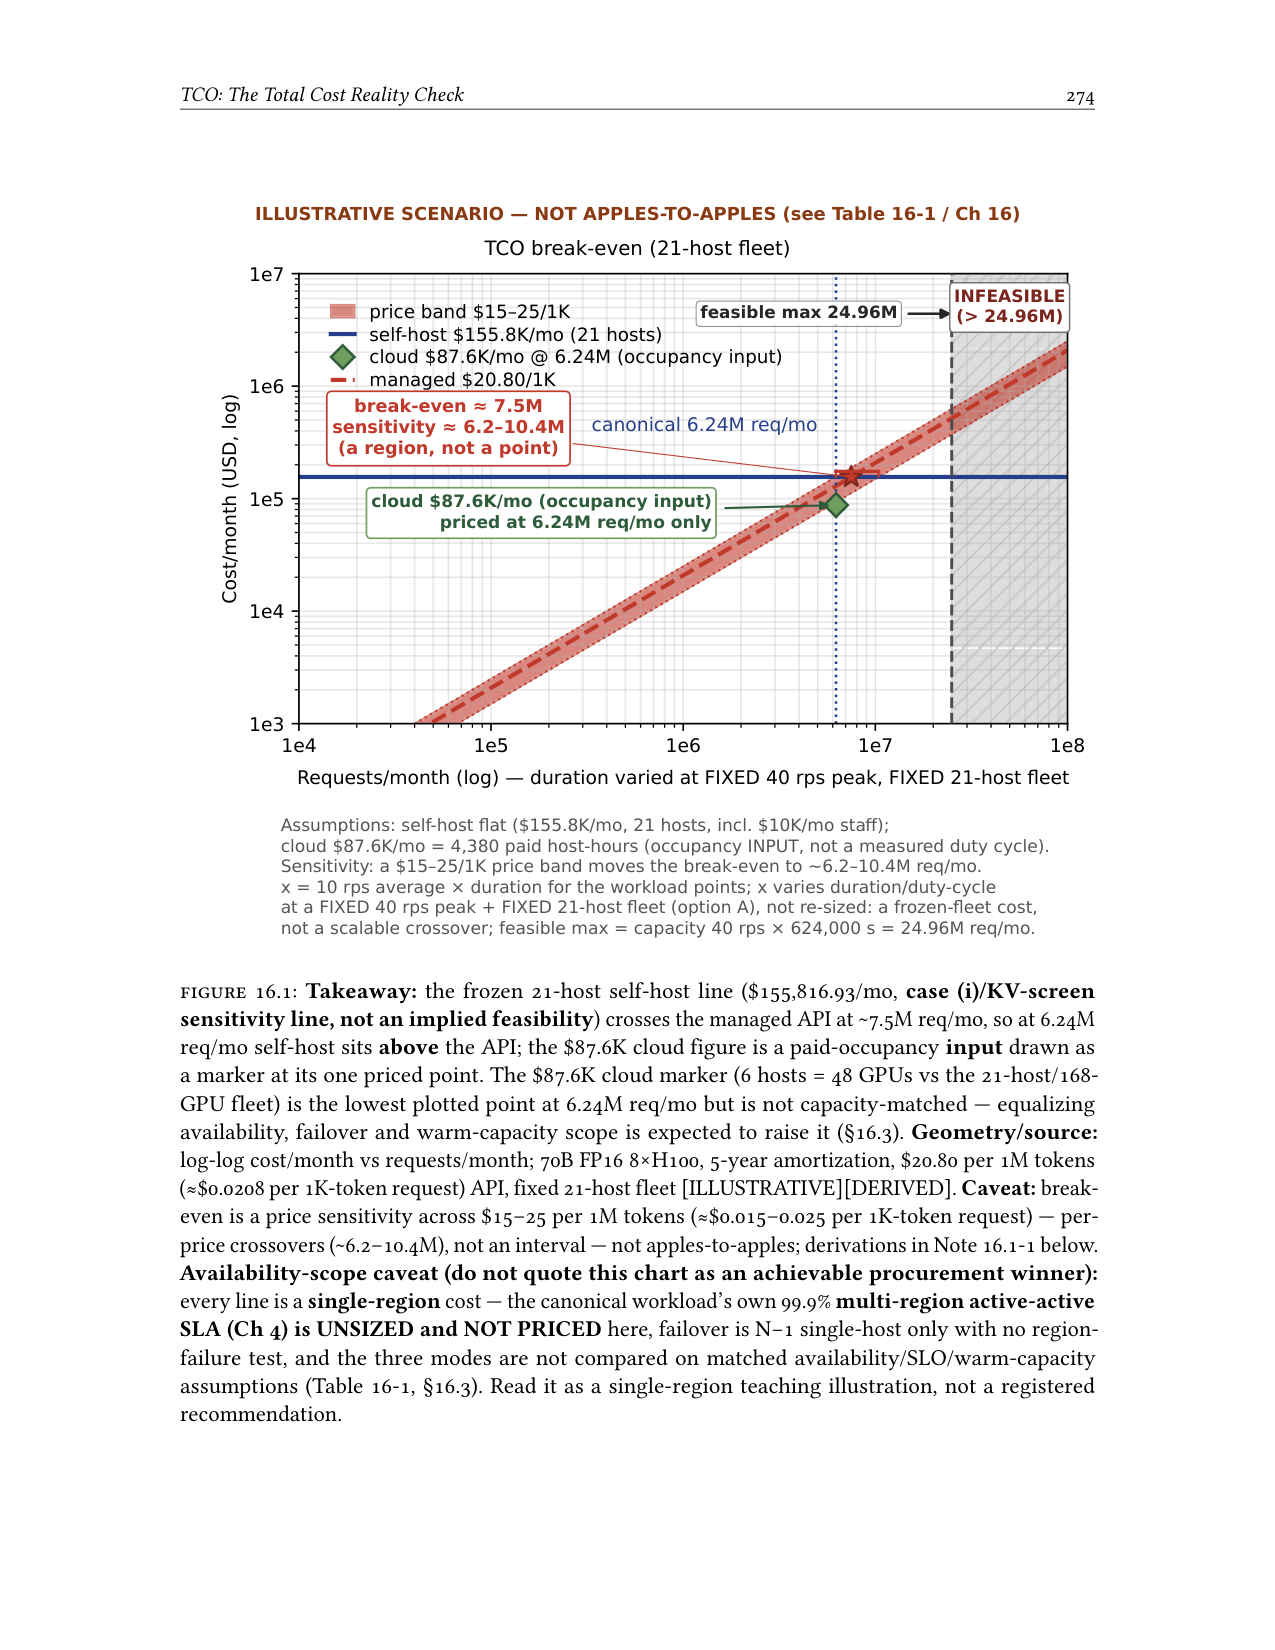 TCO: The Total Cost Reality Check 274
ILLUSTRATIVE SCENARIO — NOT APPLES-TO-APPLES (see Table 16-1 / Ch 16)
TCO break-even (21-host fleet)
1e7
price band $15–25/1K
self-host $155.8K/mo (21 hosts)
cloud $87.6K/mo @ 6.24M (occupancy input)
managed $20.80/1K
feasible max 24.96M
INFEASIBLE
(> 24.96M)
1e6
break-even ≈ 7.5M
sensitivity ≈ 6.2–10.4M
(a region, not a point)
canonical 6.24M req/mo
1e5
cloud $87.6K/mo (occupancy input)
priced at 6.24M req/mo only
Cost/month (USD, log)
1e4
1e3
1e4 1e5 1e6 1e7 1e8
Requests/month (log) — duration varied at FIXED 40 rps peak, FIXED 21-host fleet
Assumptions: self-host flat ($155.8K/mo, 21 hosts, incl. $10K/mo staff);
cloud $87.6K/mo = 4,380 paid host-hours (occupancy INPUT, not a measured duty cycle).
Sensitivity: a $15–25/1K price band moves the break-even to ~6.2–10.4M req/mo.
x = 10 rps average × duration for the workload points; x varies duration/duty-cycle
at a FIXED 40 rps peak + FIXED 21-host fleet (option A), not re-sized: a frozen-fleet cost,
not a scalable crossover; feasible max = capacity 40 rps × 624,000 s = 24.96M req/mo.
FIGURE 16.1: Takeaway: the frozen 21-host self-host line ($155,816.93/mo, case (i)/KV-screen
sensitivity line, not an implied feasibility) crosses the managed API at ~7.5M req/mo, so at 6.24M
req/mo self-host sits above the API; the $87.6K cloud figure is a paid-occupancy input drawn as
a marker at its one priced point. The $87.6K cloud marker (6 hosts = 48 GPUs vs the 21-host/168-
GPU fleet) is the lowest plotted point at 6.24M req/mo but is not capacity-matched — equalizing
availability, failover and warm-capacity scope is expected to raise it (§16.3). Geometry/source:
log-log cost/month vs requests/month; 70B FP16 8×H100, 5-year amortization, $20.80 per 1M tokens
(≈$0.0208 per 1K-token request) API, fixed 21-host fleet [ILLUSTRATIVE][DERIVED]. Caveat: break-
even is a price sensitivity across $15–25 per 1M tokens (≈$0.015–0.025 per 1K-token request) — per-
price crossovers (~6.2–10.4M), not an interval — not apples-to-apples; derivations in Note 16.1-1 below.
Availability-scope caveat (do not quote this chart as an achievable procurement winner):
every line is a single-region cost — the canonical workload's own 99.9% multi-region active-active
SLA (Ch 4) is UNSIZED and NOT PRICED here, failover is N–1 single-host only with no region-
failure test, and the three modes are not compared on matched availability/SLO/warm-capacity
assumptions (Table 16-1, §16.3). Read it as a single-region teaching illustration, not a registered
recommendation.